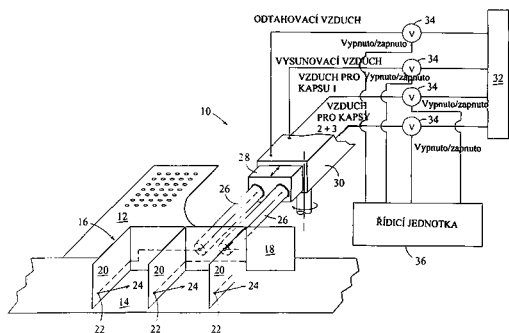 ODTAHOVACÍ VZDUCH
34
V
Vypnuto/zapnuto
34
VYSUNOVACÍ VZDUCH
V
Vypnuto/zapnuto
VZDUCH PRO
KAPSU 1
34
32
V
Vypnuto/zapnuto
VZDUCH
PRO KAPSY
2 + 3
34
V
Vypnuto/zapnuto
10
28
30
26
26
12
16
18
ŘÍDICÍ JEDNOTKA
36
20
20
20
24
24
24
14
22
22
22